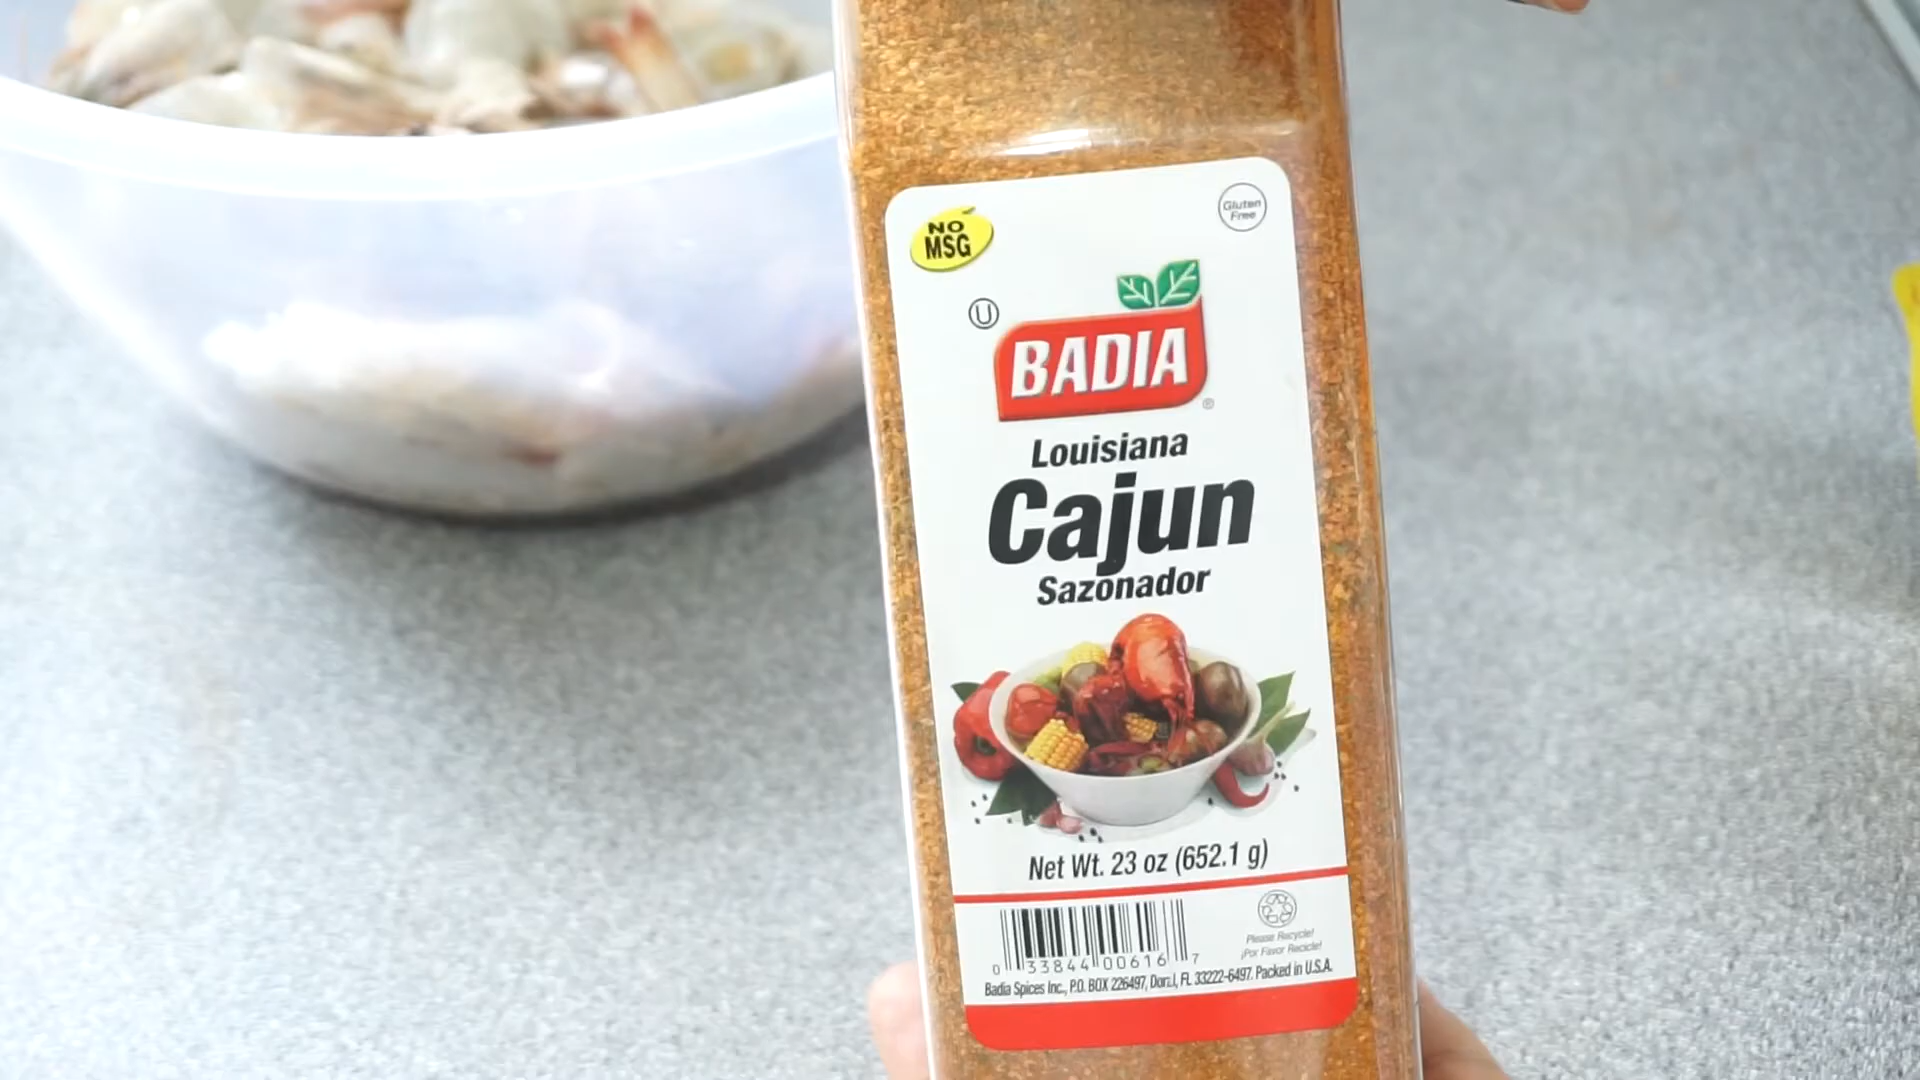 NO
MSG
Gluten
Free
U
BADIA
®
Louisiana
Cajun
Sazonador
Net Wt. 23 oz (652.1 g)
0 33844 00616 7
Please Recycle!
¡Por Favor Recicle!
Badia Spices Inc., P.O. BOX 226497, Doral, FL 33222-6497. Packed in U.S.A.